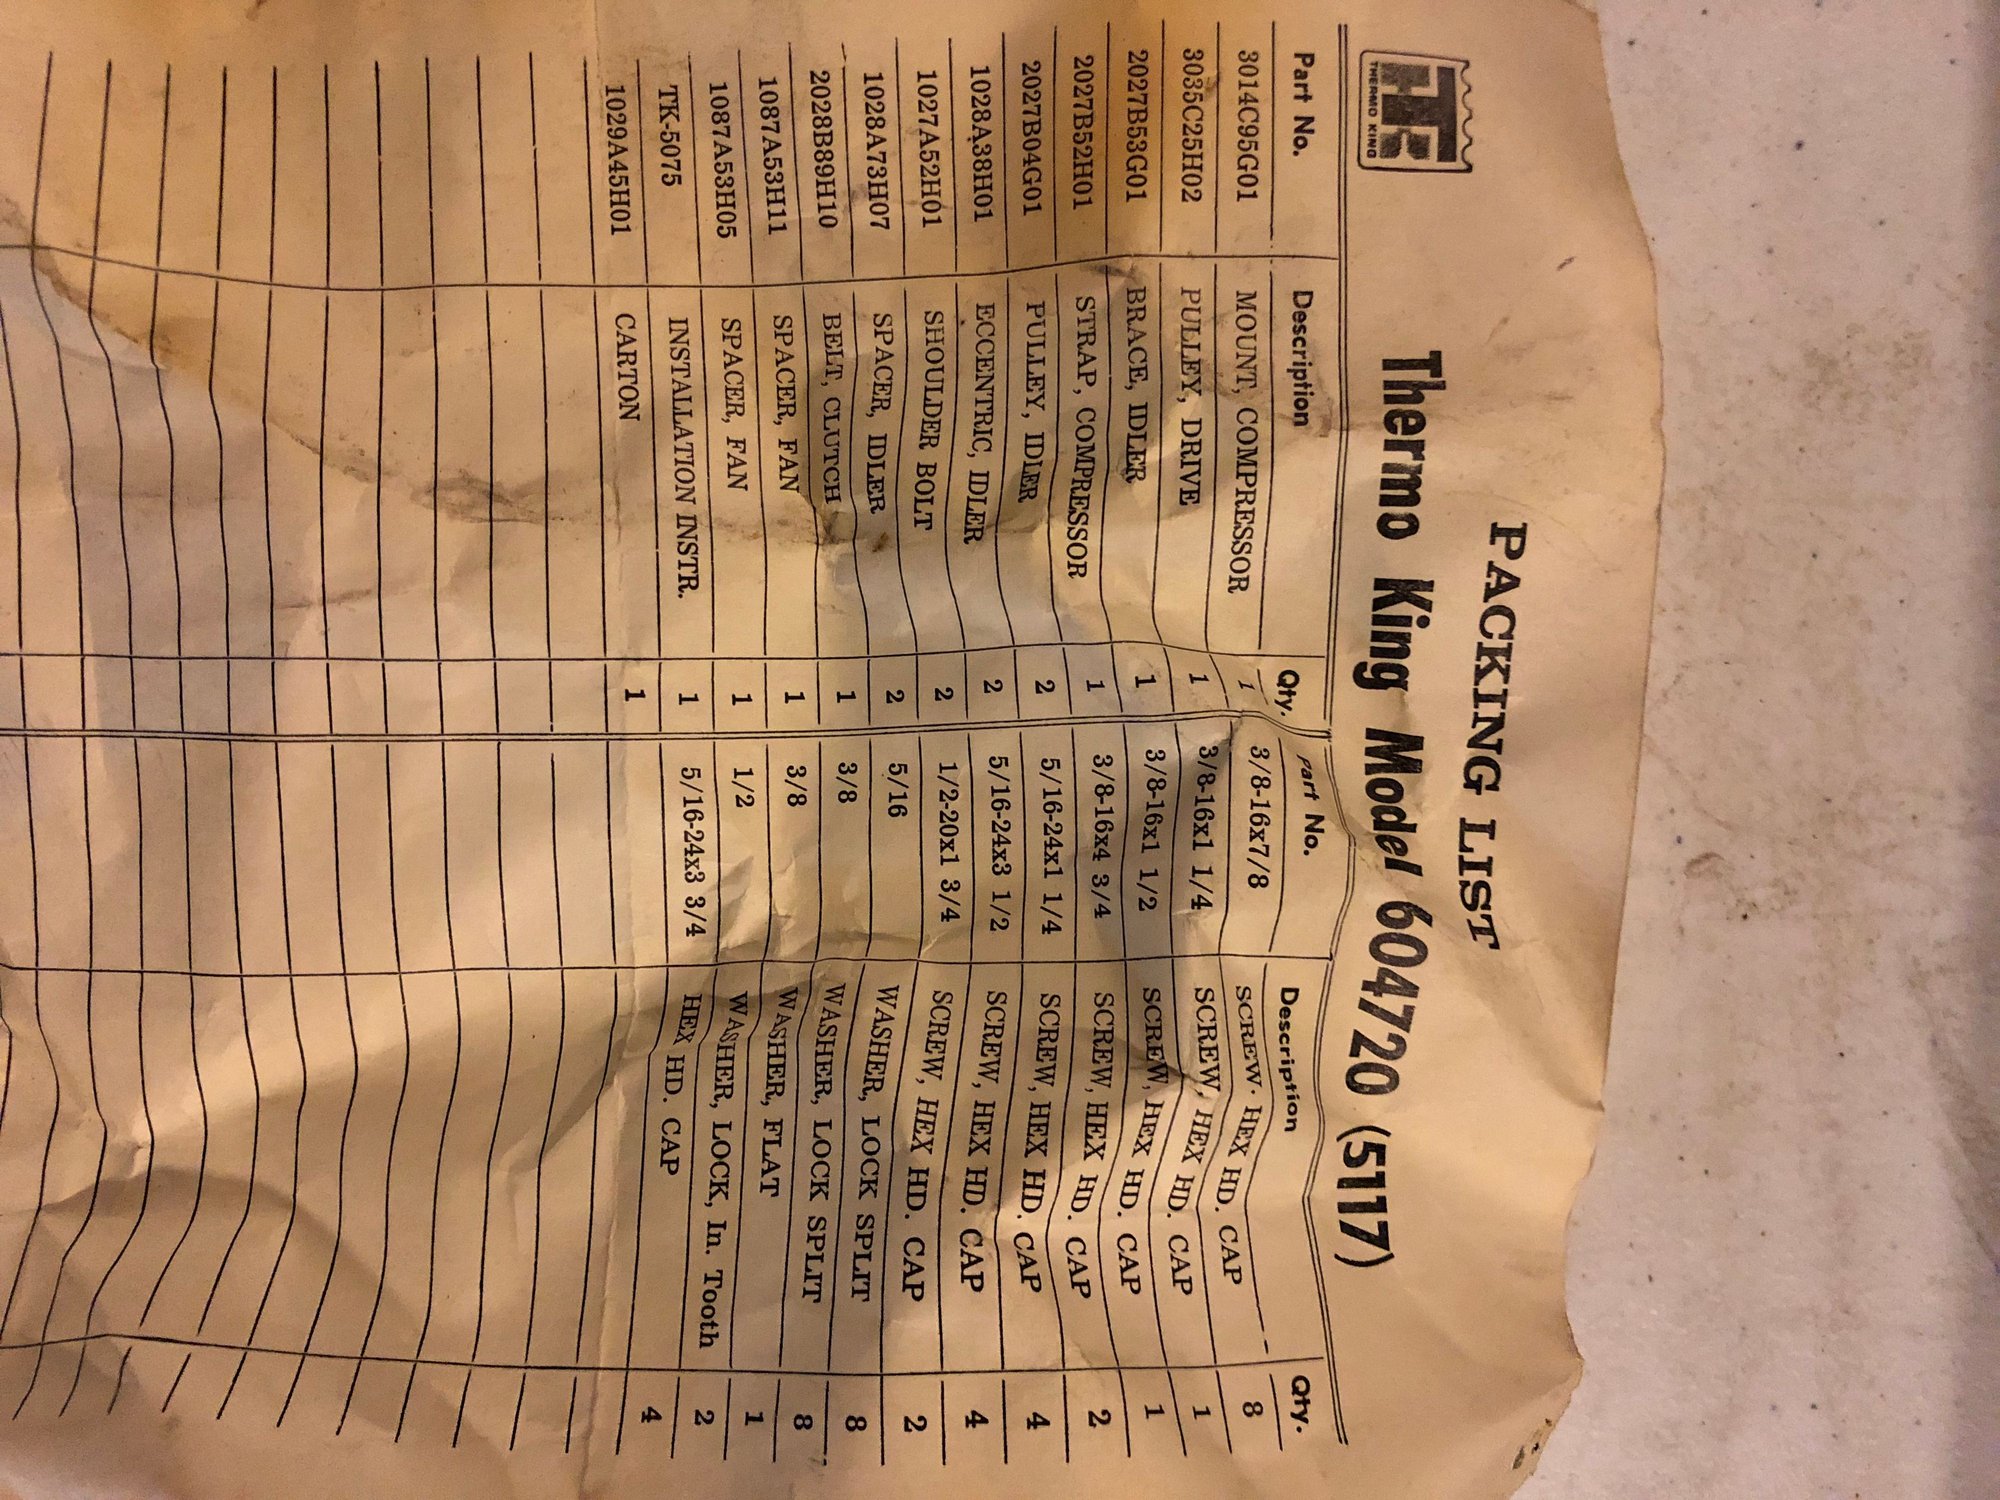 PACKING LIST
THERMO KING
Thermo King Model 604720 (5117)
Part No. Description Qty. Part No. Description Qty.
3014C95G01 MOUNT, COMPRESSOR 1 3/8-16x7/8 SCREW, HEX HD. CAP 8
3035C25H02 PULLEY, DRIVE 1 3/8-16x1 1/4 SCREW, HEX HD. CAP 1
2027B53G01 BRACE, IDLER 1 3/8-16x1 1/2 SCREW, HEX HD. CAP 1
2027B52H01 STRAP, COMPRESSOR 1 3/8-16x4 3/4 SCREW, HEX HD. CAP 2
2027B04G01 PULLEY, IDLER 2 5/16-24x1 1/4 SCREW, HEX HD. CAP 4
1028A38H01 ECCENTRIC, IDLER 2 5/16-24x3 1/2 SCREW, HEX HD. CAP 4
1027A52H01 SHOULDER BOLT 2 1/2-20x1 3/4 SCREW, HEX HD. CAP 2
1028A73H07 SPACER, IDLER 2 5/16 WASHER, LOCK SPLIT 8
2028B89H10 BELT, CLUTCH 1 3/8 WASHER, LOCK SPLIT 8
1087A53H11 SPACER, FAN 1 3/8 WASHER, FLAT 1
1087A53H05 SPACER, FAN 1 1/2 WASHER, LOCK, In. Tooth 2
TK-5075 INSTALLATION INSTR. 1 5/16-24x3 3/4 HEX HD. CAP 4
1029A45H01 CARTON 1